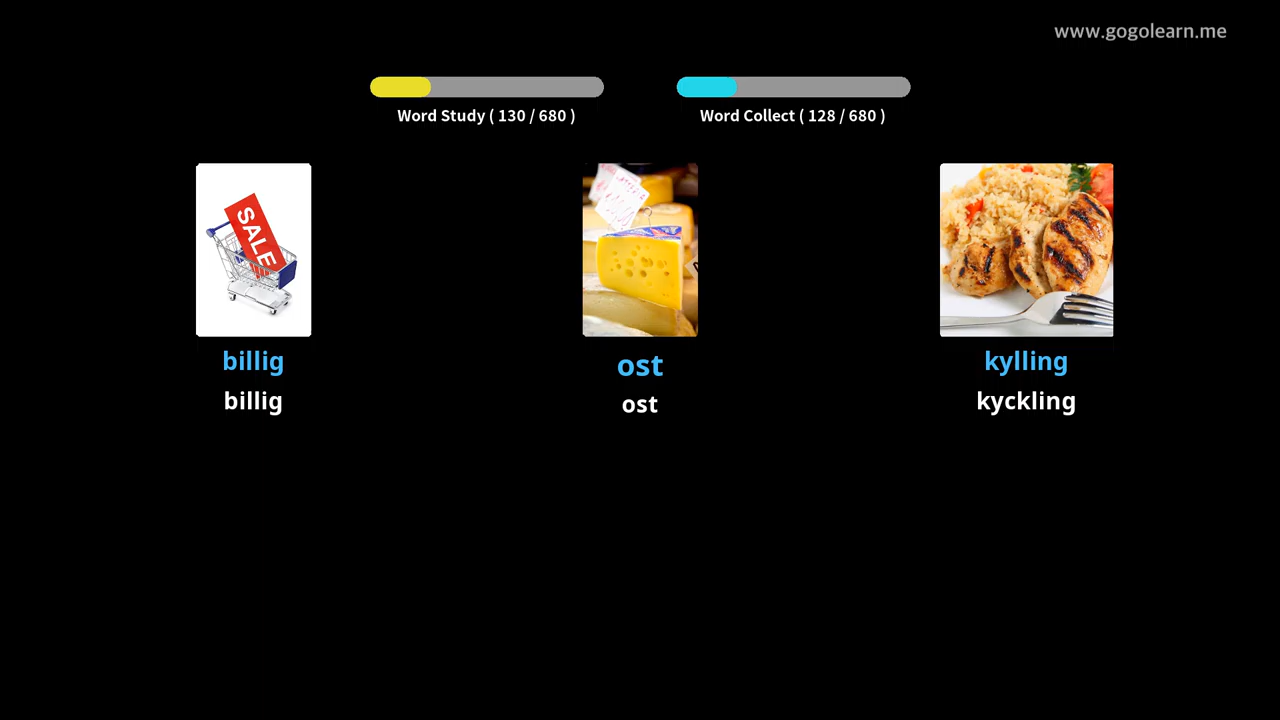 www.gogolearn.me
Word Study ( 130 / 680 )
Word Collect ( 128 / 680 )
SALE
billig
ost
kylling
billig
ost
kyckling